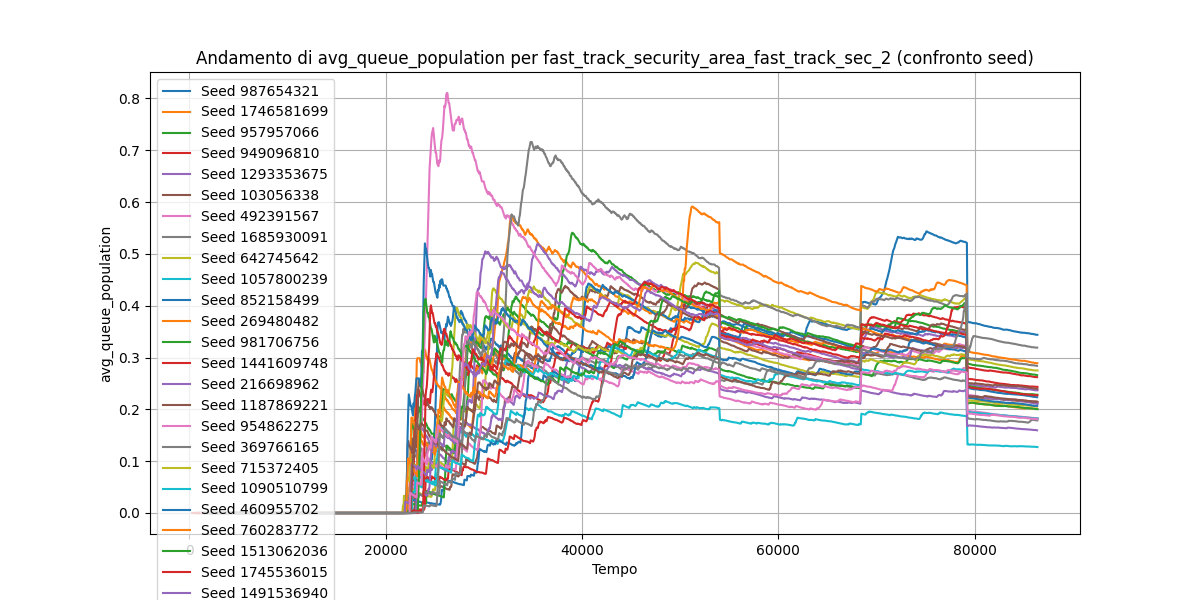 Andamento di avg_queue_population per fast_track_security_area_fast_track_sec_2 (confronto seed)
avg_queue_population
0.8
0.7
0.6
0.5
0.4
0.3
0.2
0.1
0.0
Seed 987654321
Seed 1746581699
Seed 957957066
Seed 949096810
Seed 1293353675
Seed 103056338
Seed 492391567
Seed 1685930091
Seed 642745642
Seed 1057800239
Seed 852158499
Seed 269480482
Seed 981706756
Seed 1441609748
Seed 216698962
Seed 1187869221
Seed 954862275
Seed 369766165
Seed 715372405
Seed 1090510799
Seed 460955702
Seed 760283772
Seed 1513062036
Seed 1745536015
Seed 1491536940
0 20000 40000 60000 80000
Tempo